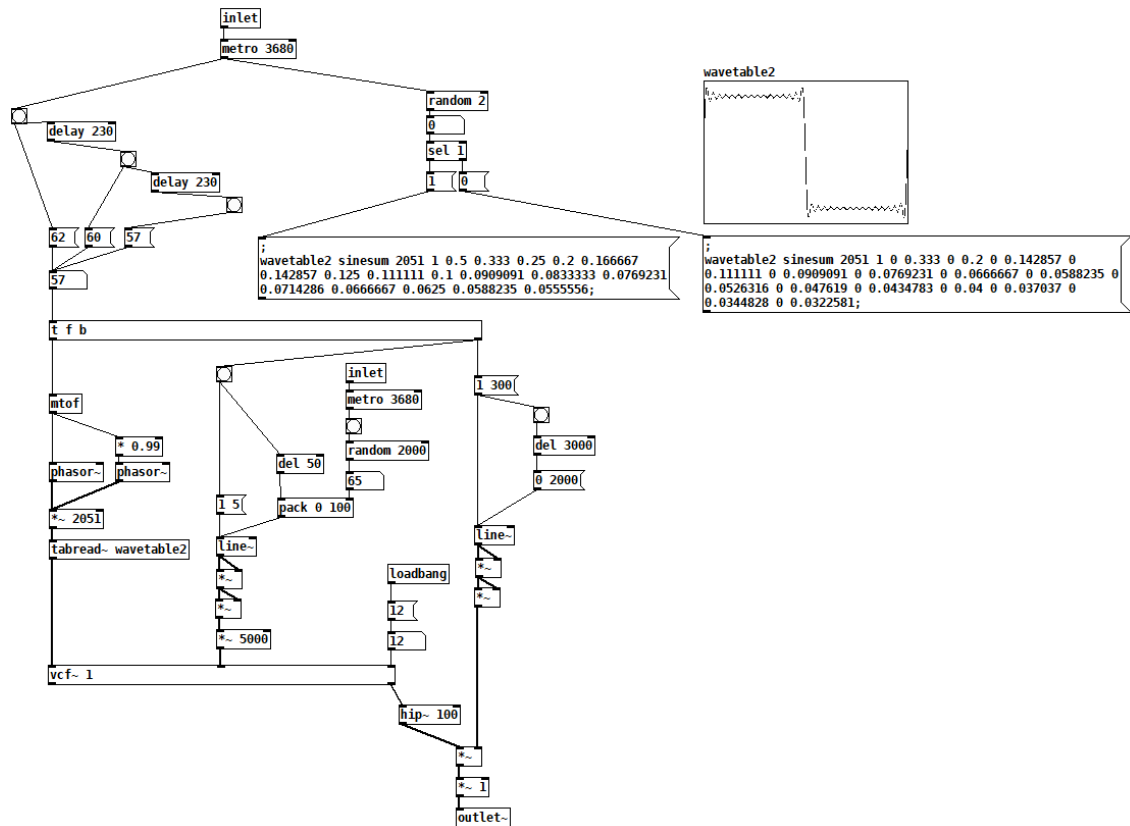 inlet
metro 3680
wavetable2
random 2
0
delay 230
sel 1
delay 230
1
0
62
60
57
;
wavetable2 sinesum 2051 1 0.5 0.333 0.25 0.2 0.166667
0.142857 0.125 0.111111 0.1 0.0909091 0.0833333 0.0769231
0.0714286 0.0666667 0.0625 0.0588235 0.0555556;
;
wavetable2 sinesum 2051 1 0 0.333 0 0.2 0 0.142857 0
0.111111 0 0.0909091 0 0.0769231 0 0.0666667 0 0.0588235 0
0.0526316 0 0.047619 0 0.0434783 0 0.04 0 0.037037 0
0.0344828 0 0.0322581;
57
t f b
inlet
1 300
metro 3680
mtof
* 0.99
random 2000
del 3000
del 50
phasor~
phasor~
65
0 2000
1 5
pack 0 100
*~ 2051
line~
line~
tabread~ wavetable2
*~
loadbang
*~
*~
12
*~
*~ 5000
12
vcf~ 1
hip~ 100
*~
*~ 1
outlet~